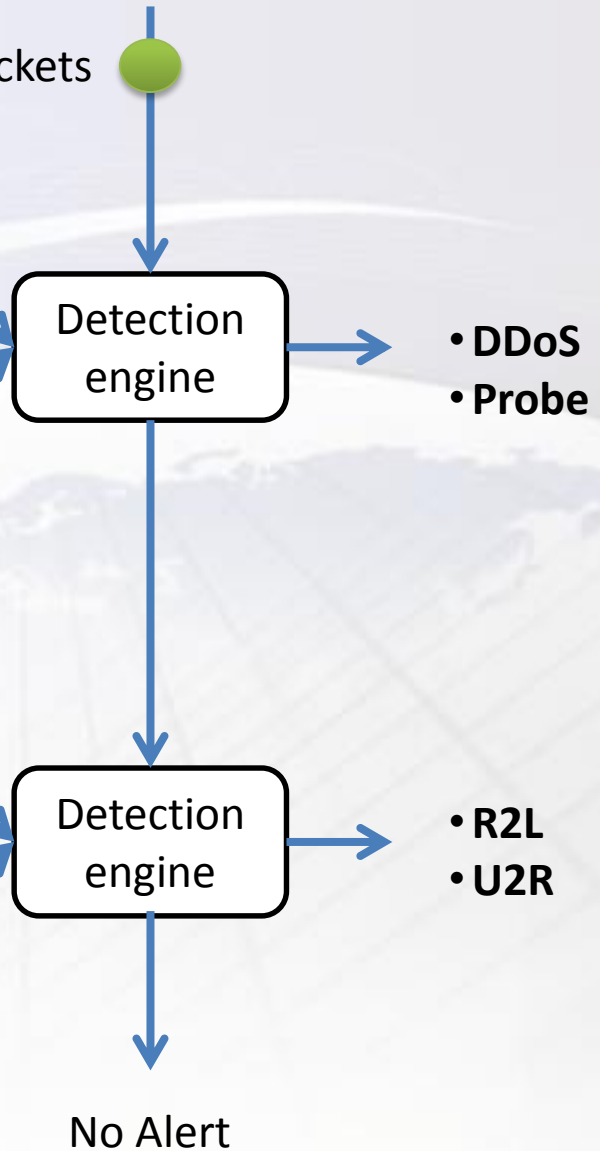 ckets
Detection
engine
• DDoS
• Probe
Detection
engine
• R2L
• U2R
No Alert